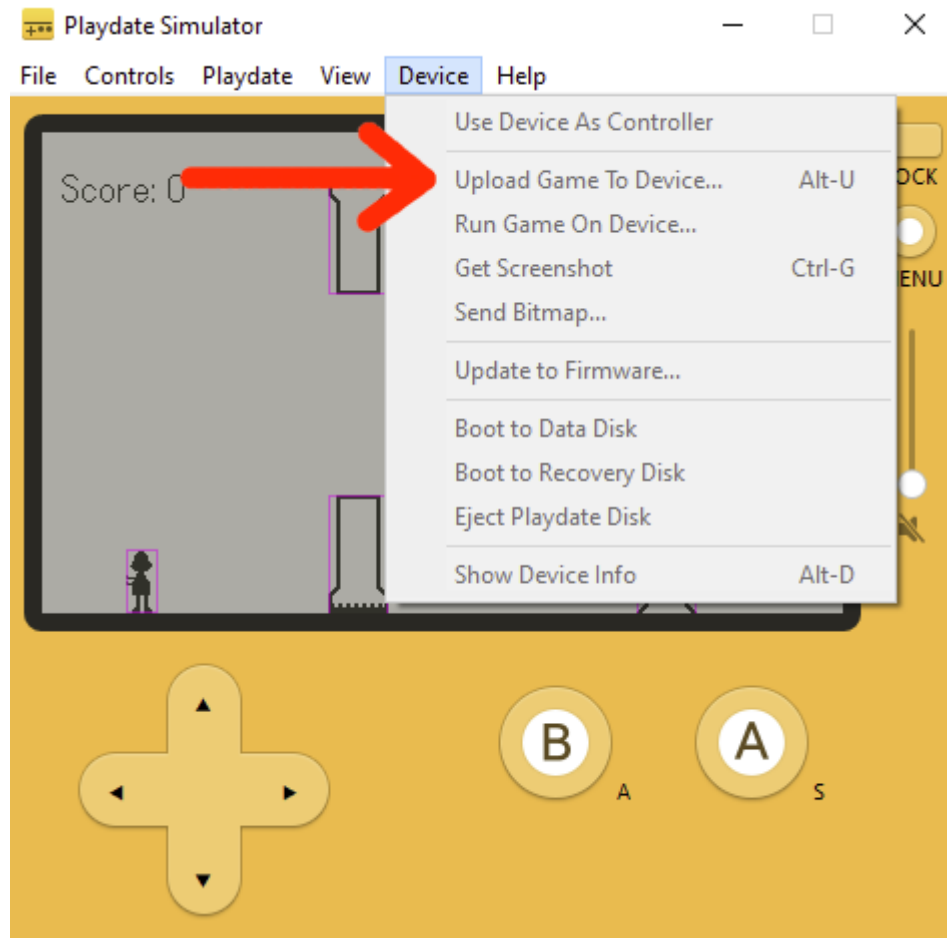 Playdate Simulator
File Controls Playdate View Device Help
Use Device As Controller
Upload Game To Device... Alt-U
Run Game On Device...
Get Screenshot Ctrl-G
Send Bitmap...
Update to Firmware...
Boot to Data Disk
Boot to Recovery Disk
Eject Playdate Disk
Show Device Info Alt-D
Score: 0
OCK
ENU
B
A
A
S